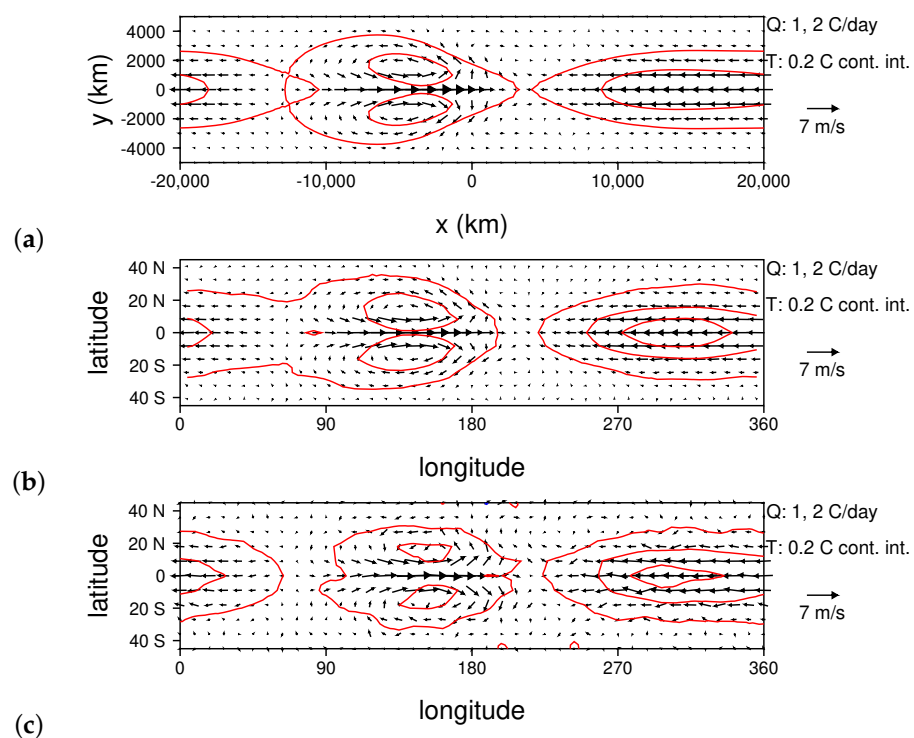 4000
2000
0
-2000
-4000
y (km)
-20,000 -10,000 0 10,000 20,000
x (km)
Q: 1, 2 C/day
T: 0.2 C cont. int.
7 m/s
(a)
40 N
20 N
0
20 S
40 S
latitude
0 90 180 270 360
longitude
Q: 1, 2 C/day
T: 0.2 C cont. int.
7 m/s
(b)
40 N
20 N
0
20 S
40 S
latitude
0 90 180 270 360
longitude
Q: 1, 2 C/day
T: 0.2 C cont. int.
7 m/s
(c)